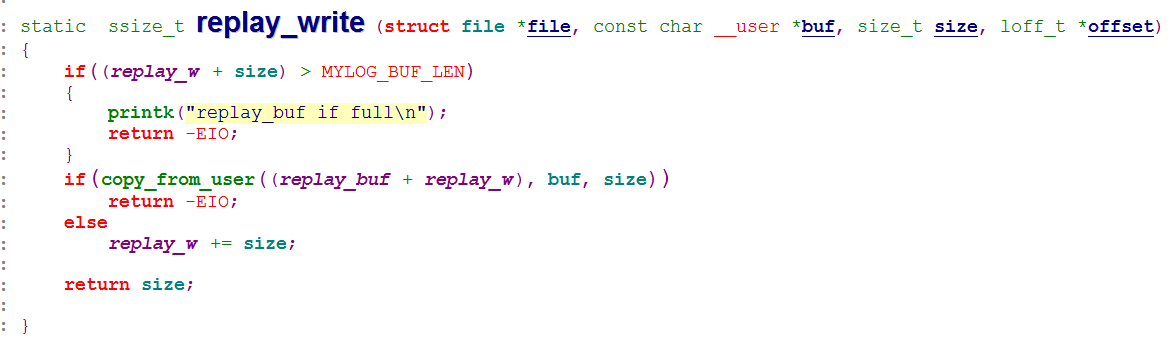 static ssize_t replay_write (struct file *file, const char __user *buf, size_t size, loff_t *offset)
: {
:     if((replay_w + size) > MYLOG_BUF_LEN)
:     {
:         printk("replay_buf if full\n");
:         return -EIO;
:     }
:     if(copy_from_user((replay_buf + replay_w), buf, size))
:         return -EIO;
:     else
:         replay_w += size;
:
:     return size;
:
: }